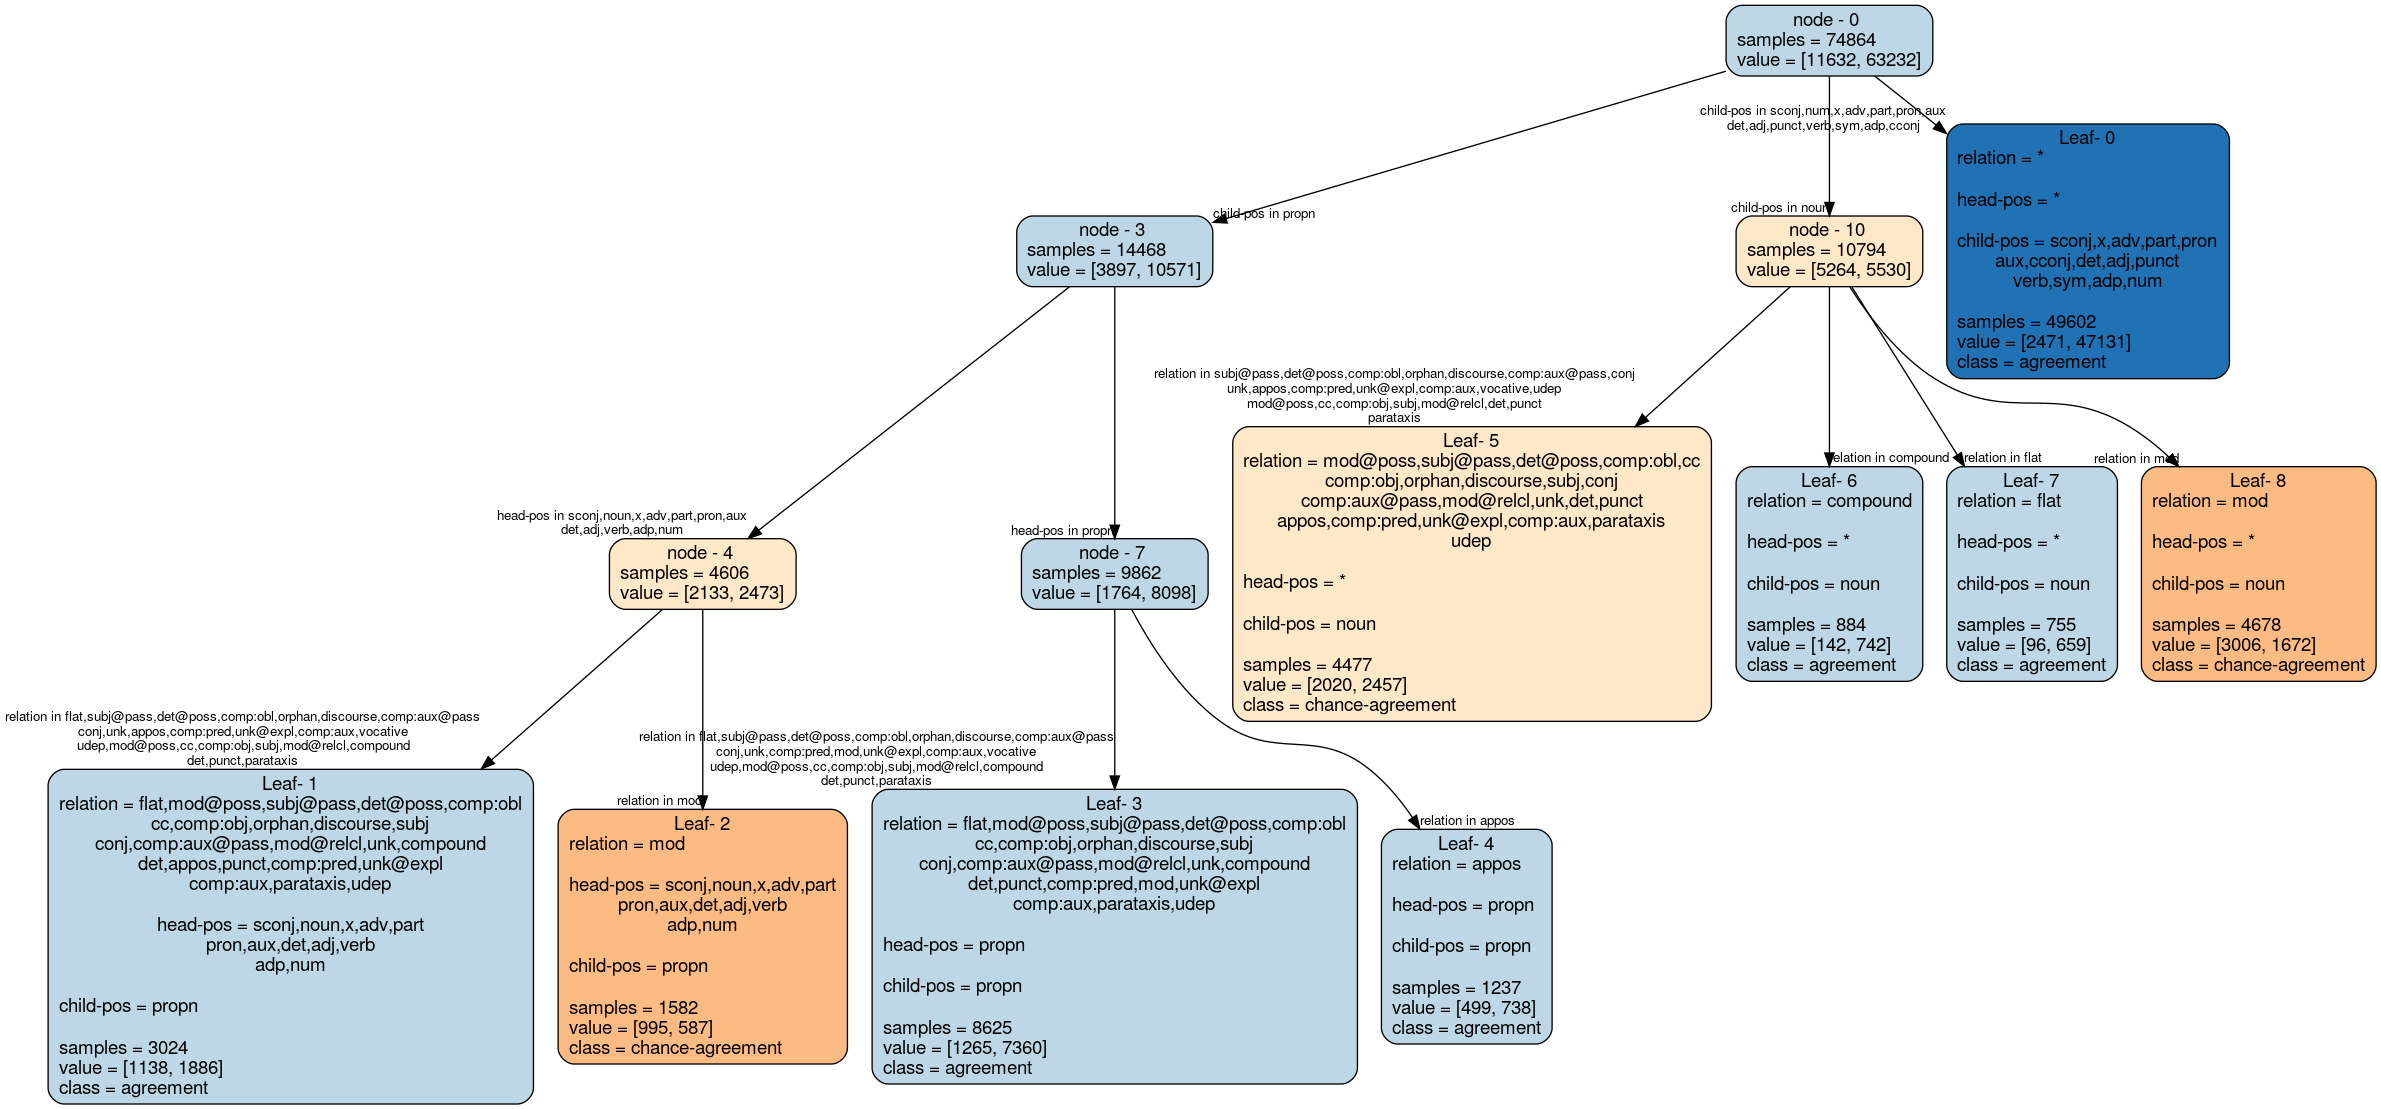 node - 0
samples = 74864
value = [11632, 63232]
child-pos in sconj,num,x,adv,part,pron,aux
det,adj,punct,verb,sym,adp,cconj
Leaf- 0
relation = *
head-pos = *
child-pos = sconj,x,adv,part,pron
aux,cconj,det,adj,punct
verb,sym,adp,num
samples = 49602
value = [2471, 47131]
class = agreement
child-pos in propn
node - 3
samples = 14468
value = [3897, 10571]
child-pos in noun
node - 10
samples = 10794
value = [5264, 5530]
relation in subj@pass,det@poss,comp:obl,orphan,discourse,comp:aux@pass,conj
unk,appos,comp:pred,unk@expl,comp:aux,vocative,udep
mod@poss,cc,comp:obj,subj,mod@relcl,det,punct
parataxis
Leaf- 5
relation = mod@poss,subj@pass,det@poss,comp:obl,cc
comp:obj,orphan,discourse,subj,conj
comp:aux@pass,mod@relcl,unk,det,punct
appos,comp:pred,unk@expl,comp:aux,parataxis
udep
head-pos = *
child-pos = noun
samples = 4477
value = [2020, 2457]
class = chance-agreement
relation in compound
Leaf- 6
relation = compound
head-pos = *
child-pos = noun
samples = 884
value = [142, 742]
class = agreement
relation in flat
Leaf- 7
relation = flat
head-pos = *
child-pos = noun
samples = 755
value = [96, 659]
class = agreement
relation in mod
Leaf- 8
relation = mod
head-pos = *
child-pos = noun
samples = 4678
value = [3006, 1672]
class = chance-agreement
head-pos in sconj,noun,x,adv,part,pron,aux
det,adj,verb,adp,num
node - 4
samples = 4606
value = [2133, 2473]
head-pos in propn
node - 7
samples = 9862
value = [1764, 8098]
relation in flat,subj@pass,det@poss,comp:obl,orphan,discourse,comp:aux@pass
conj,unk,appos,comp:pred,unk@expl,comp:aux,vocative
udep,mod@poss,cc,comp:obj,subj,mod@relcl,compound
det,punct,parataxis
Leaf- 1
relation = flat,mod@poss,subj@pass,det@poss,comp:obl
cc,comp:obj,orphan,discourse,subj
conj,comp:aux@pass,mod@relcl,unk,compound
det,appos,punct,comp:pred,unk@expl
comp:aux,parataxis,udep
head-pos = sconj,noun,x,adv,part
pron,aux,det,adj,verb
adp,num
child-pos = propn
samples = 3024
value = [1138, 1886]
class = agreement
relation in mod
Leaf- 2
relation = mod
head-pos = sconj,noun,x,adv,part
pron,aux,det,adj,verb
adp,num
child-pos = propn
samples = 1582
value = [995, 587]
class = chance-agreement
relation in flat,subj@pass,det@poss,comp:obl,orphan,discourse,comp:aux@pass
conj,unk,comp:pred,mod,unk@expl,comp:aux,vocative
udep,mod@poss,cc,comp:obj,subj,mod@relcl,compound
det,punct,parataxis
Leaf- 3
relation = flat,mod@poss,subj@pass,det@poss,comp:obl
cc,comp:obj,orphan,discourse,subj
conj,comp:aux@pass,mod@relcl,unk,compound
det,punct,comp:pred,mod,unk@expl
comp:aux,parataxis,udep
head-pos = propn
child-pos = propn
samples = 8625
value = [1265, 7360]
class = agreement
relation in appos
Leaf- 4
relation = appos
head-pos = propn
child-pos = propn
samples = 1237
value = [499, 738]
class = agreement